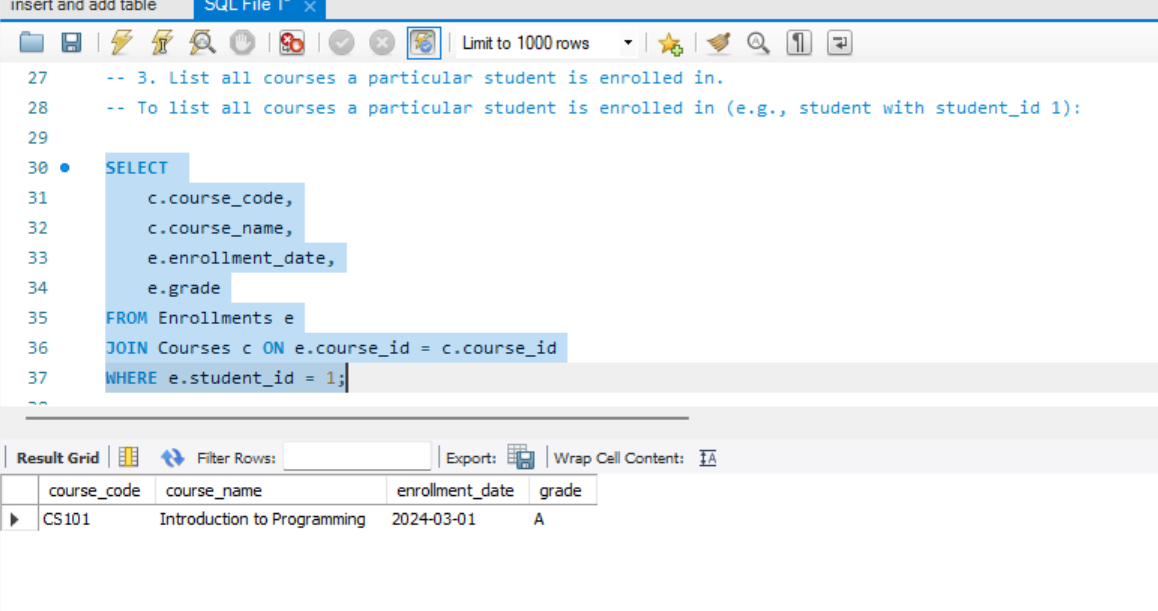 insert and add table
SQL File 1*
Limit to 1000 rows
27 -- 3. List all courses a particular student is enrolled in.
28 -- To list all courses a particular student is enrolled in (e.g., student with student_id 1):
29
30 SELECT
31 c.course_code,
32 c.course_name,
33 e.enrollment_date,
34 e.grade
35 FROM Enrollments e
36 JOIN Courses c ON e.course_id = c.course_id
37 WHERE e.student_id = 1;
Result Grid Filter Rows: Export: Wrap Cell Content: IA
course_code course_name enrollment_date grade
CS101 Introduction to Programming 2024-03-01 A